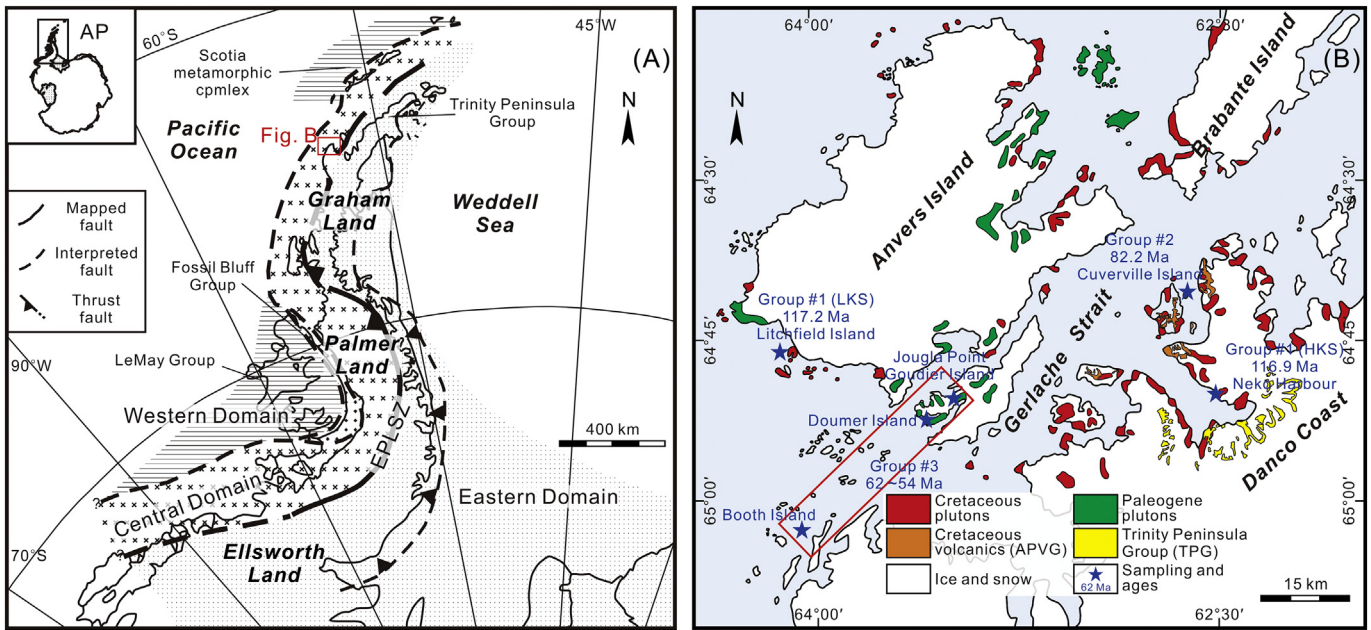 AP
60°S
45°W
(A)
Scotia
metamorphic
cpmlex
N
Trinity Peninsula
Group
Pacific
Ocean
Fig. B
Graham
Land
Weddell
Sea
Mapped
fault
Interpreted
fault
Thrust
fault
Fossil Bluff
Group
LeMay Group
Palmer
Land
90°W
Western Domain
400 km
EPLSZ
Central Domain
Eastern Domain
?
?
70°S
Ellsworth
Land
64°00′
62°30′
(B)
N
Brabante Island
Anvers Island
64°30′
64°30′
Group #2
82.2 Ma
Cuverville Island
Group #1 (LKS)
117.2 Ma
Litchfield Island
Gerlache Strait
64°45′
64°45′
Jougla Point
Goudier Island
Group #1 (HKS)
116.9 Ma
Neko Harbour
Doumer Island
Danco Coast
Group #3
62~54 Ma
65°00′
65°00′
Booth Island
Cretaceous
plutons
Paleogene
plutons
Cretaceous
volcanics (APVG)
Trinity Peninsula
Group (TPG)
Ice and snow
62 Ma
Sampling and
ages
15 km
64°00′
62°30′